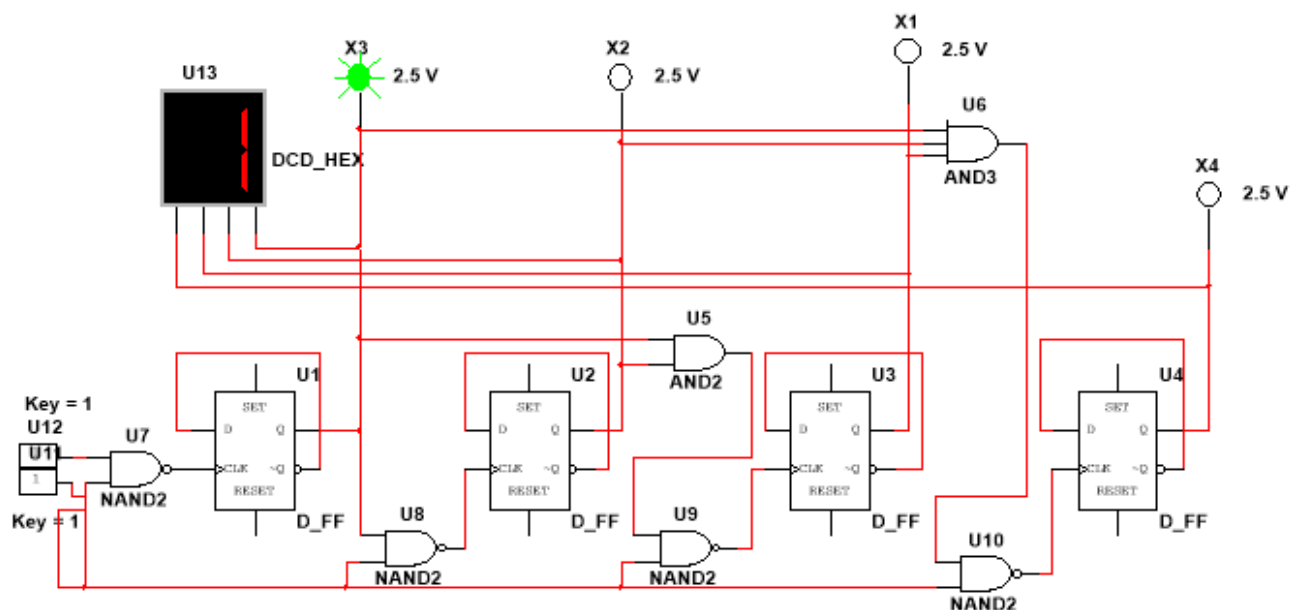 X1
X3
X2
2.5 V
U13
2.5 V
2.5 V
U6
1
DCD_HEX
AND3
X4
2.5 V
U5
AND2
U1
U2
U3
U4
SET
SET
SET
SET
D Q
D Q
D Q
D Q
Key = 1
U12
U11
1
U7
NAND2
CLK ~Q
CLK ~Q
CLK ~Q
CLK ~Q
RESET
RESET
RESET
RESET
Key = 1
D_FF
U8
D_FF
U9
D_FF
U10
D_FF
NAND2
NAND2
NAND2